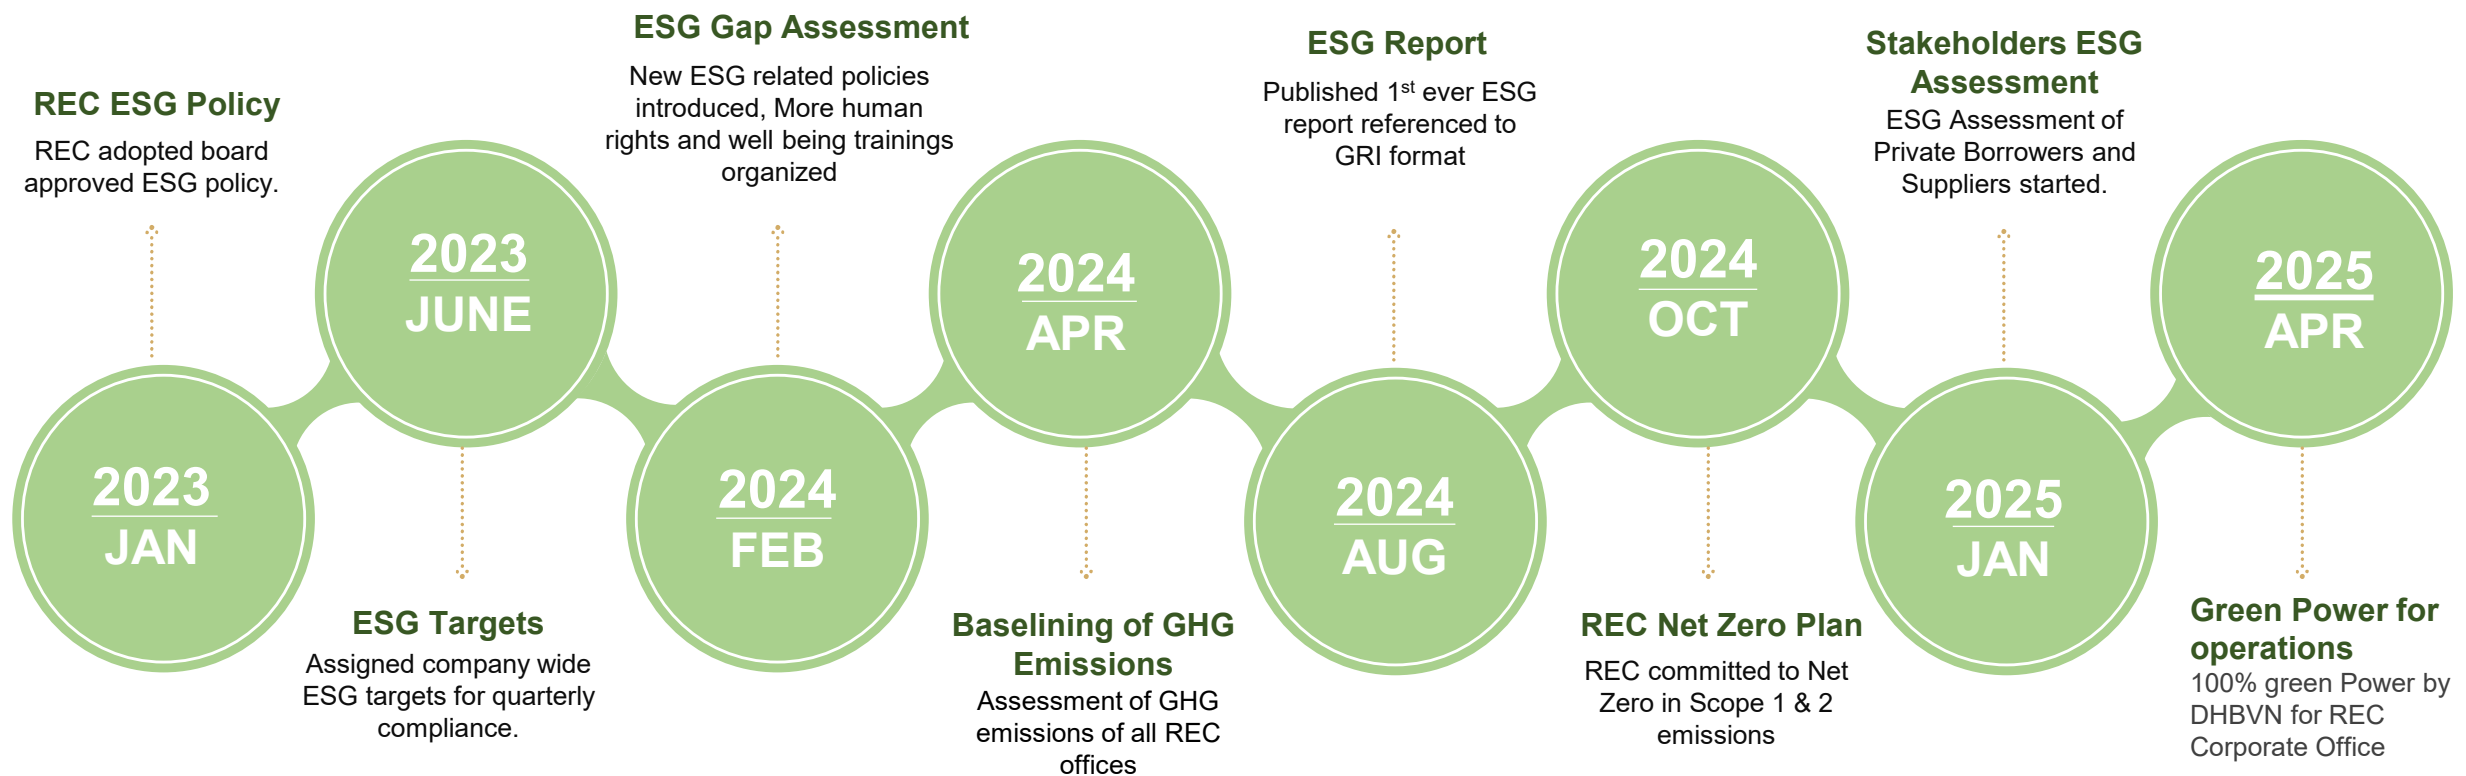 REC ESG Policy
REC adopted board
approved ESG policy.
2023
JAN
2023
JUNE
ESG Targets
Assigned company wide
ESG targets for quarterly
compliance.
ESG Gap Assessment
New ESG related policies
introduced, More human
rights and well being trainings
organized
2024
FEB
2024
APR
Baselining of GHG
Emissions
Assessment of GHG
emissions of all REC
offices
ESG Report
Published 1st ever ESG
report referenced to
GRI format
2024
AUG
2024
OCT
REC Net Zero Plan
REC committed to Net
Zero in Scope 1 & 2
emissions
Stakeholders ESG
Assessment
ESG Assessment of
Private Borrowers and
Suppliers started.
2025
JAN
2025
APR
Green Power for
operations
100% green Power by
DHBVN for REC
Corporate Office